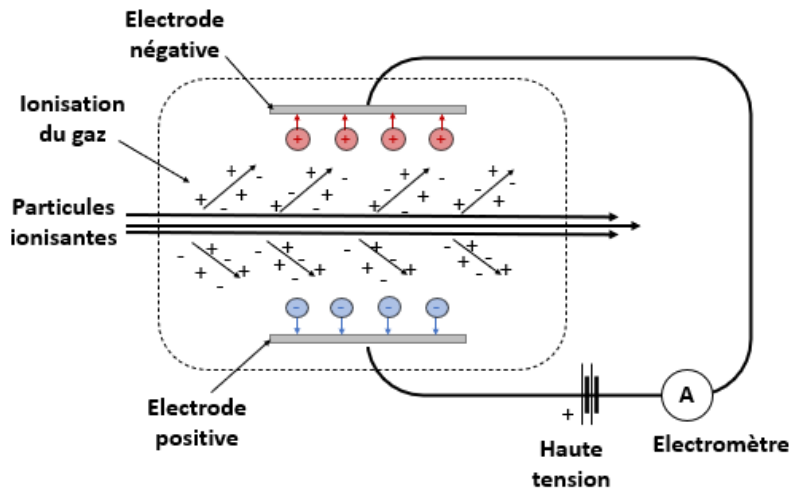 Electrode
négative
Ionisation
du gaz
Particules
ionisantes
Electrode
positive
+
Haute
tension
A
Electromètre